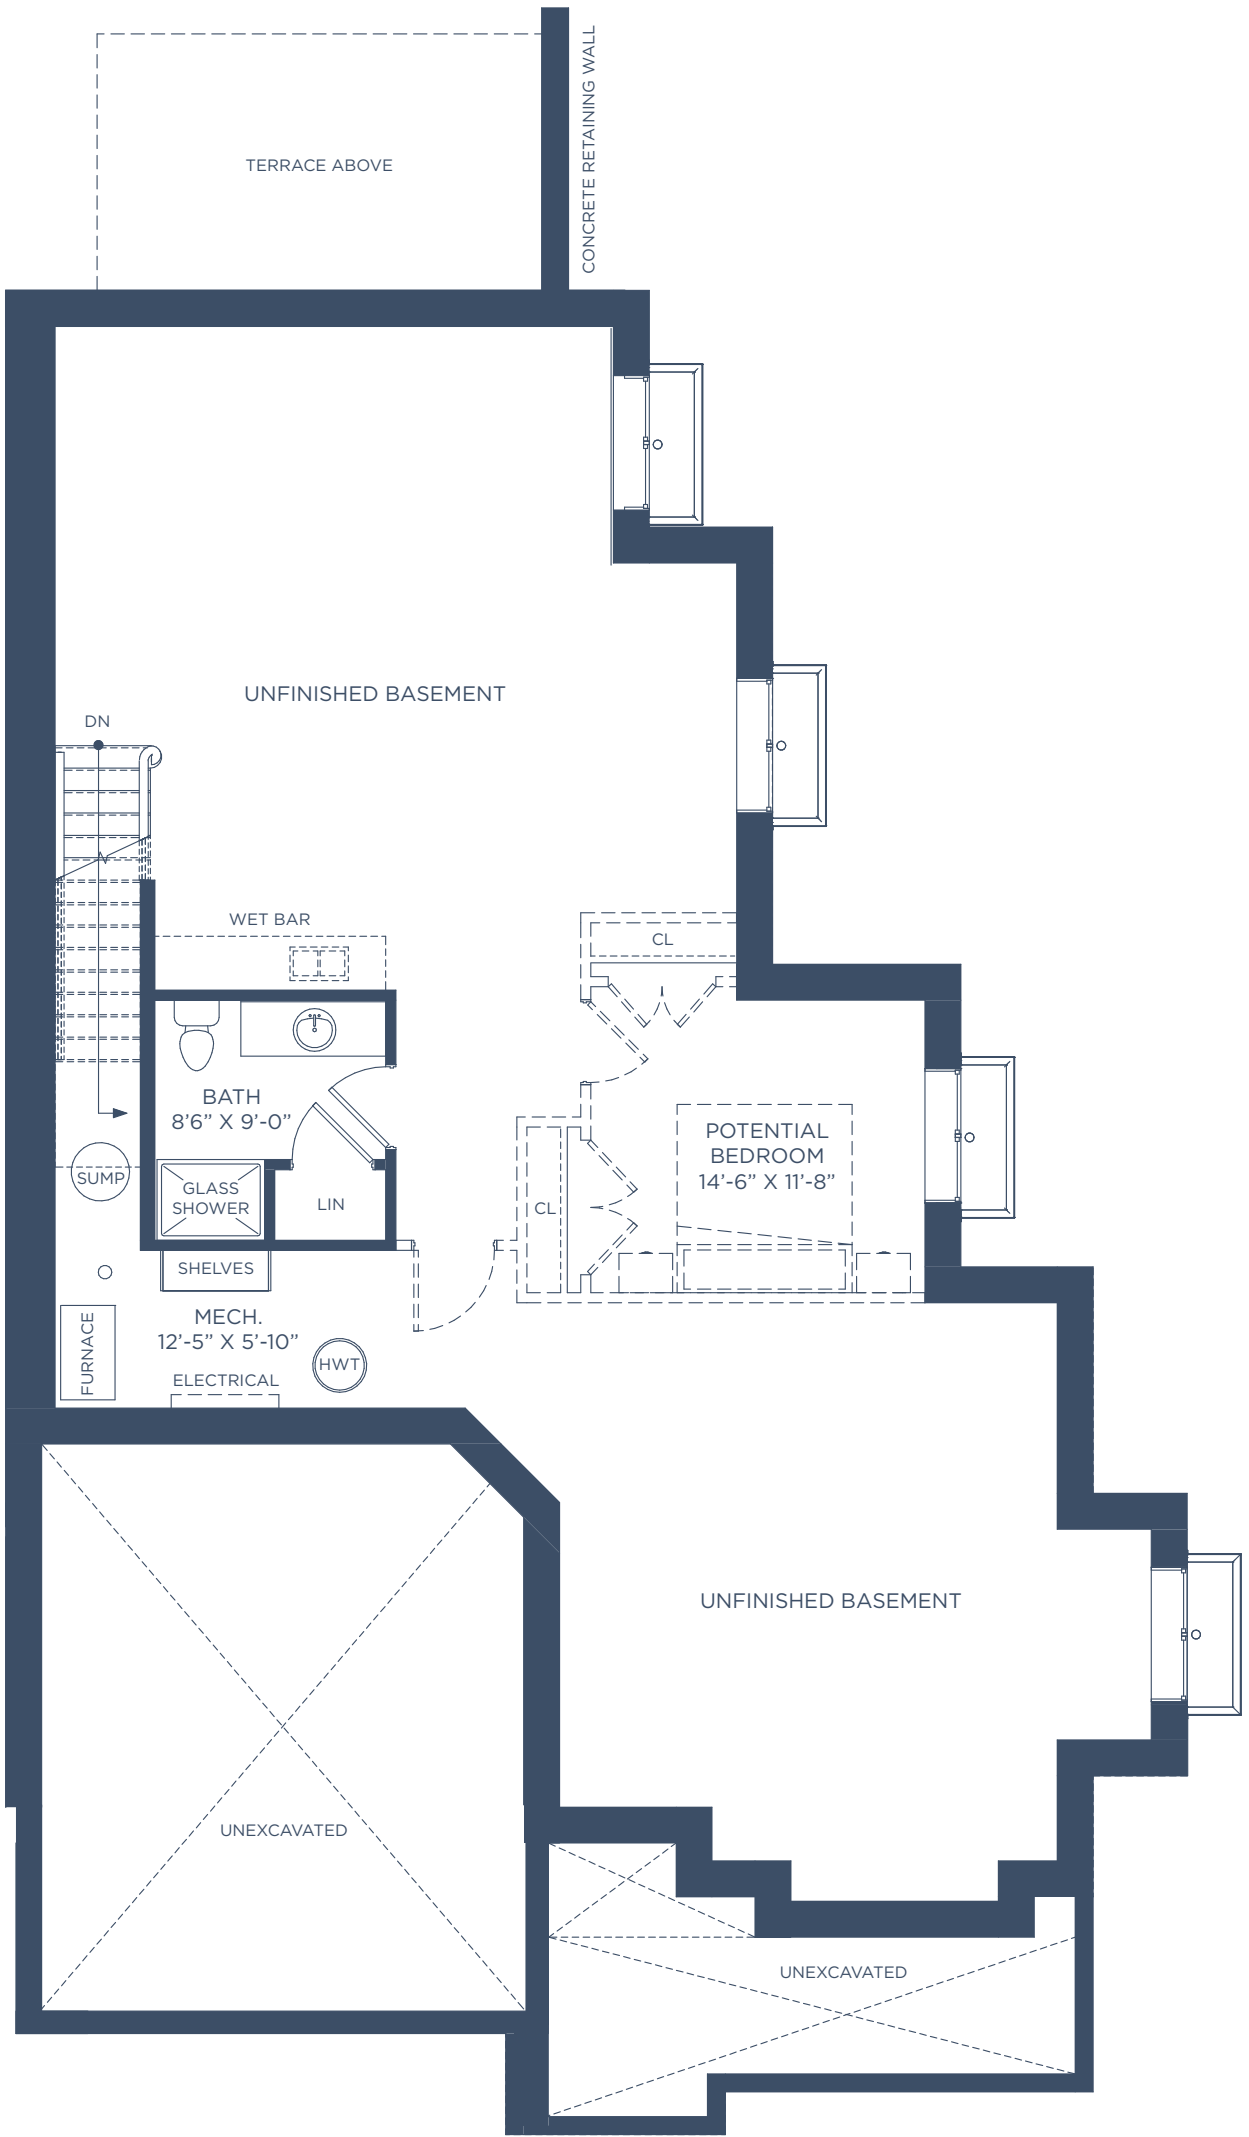 CONCRETE RETAINING WALL
TERRACE ABOVE
UNFINISHED BASEMENT
DN
WET BAR
CL
BATH
8'6” X 9’-0”
POTENTIAL
BEDROOM
14’-6” X 11’-8”
SUMP
GLASS
SHOWER
LIN
CL
SHELVES
MECH.
12’-5” X 5’-10”
FURNACE
HWT
ELECTRICAL
UNFINISHED BASEMENT
UNEXCAVATED
UNEXCAVATED